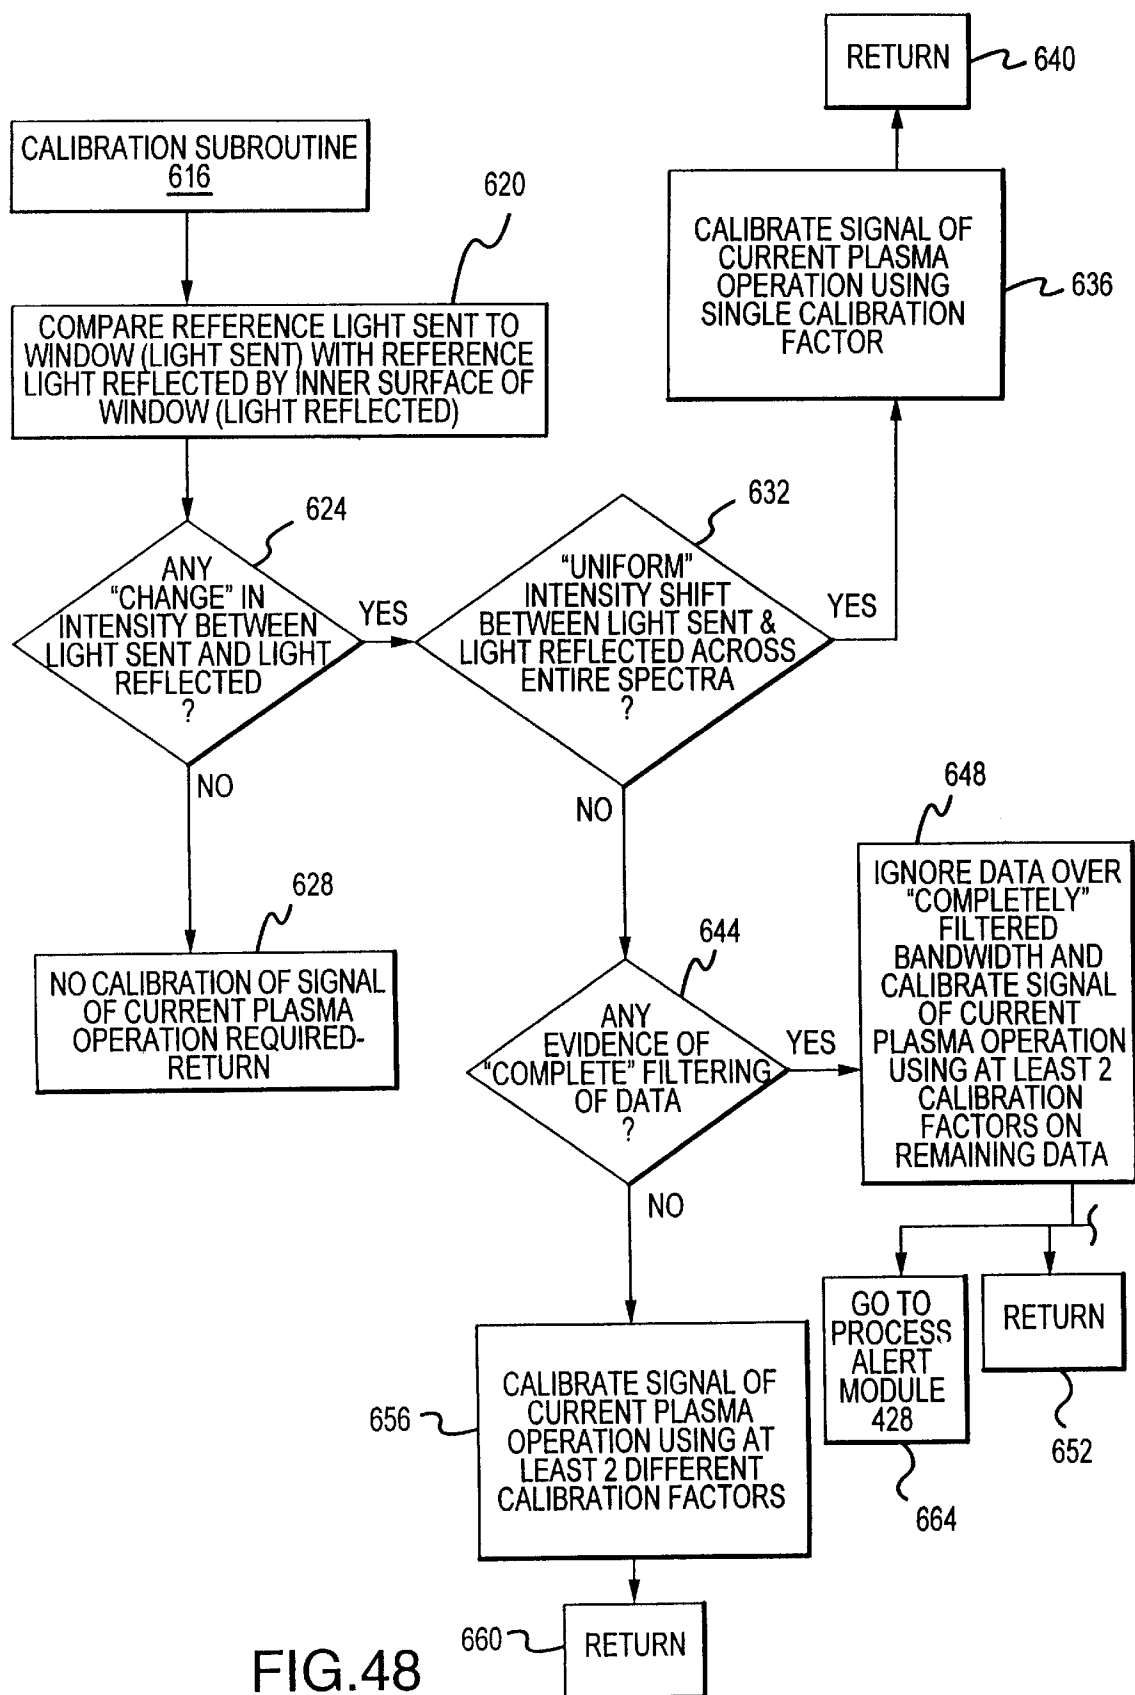 RETURN
640
CALIBRATION SUBROUTINE
616
620
CALIBRATE SIGNAL OF
CURRENT PLASMA
OPERATION USING
SINGLE CALIBRATION
FACTOR
636
COMPARE REFERENCE LIGHT SENT TO
WINDOW (LIGHT SENT) WITH REFERENCE
LIGHT REFLECTED BY INNER SURFACE OF
WINDOW (LIGHT REFLECTED)
624
ANY
"CHANGE" IN
INTENSITY BETWEEN
LIGHT SENT AND LIGHT
REFLECTED
?
YES
NO
632
"UNIFORM"
INTENSITY SHIFT
BETWEEN LIGHT SENT &
LIGHT REFLECTED ACROSS
ENTIRE SPECTRA
?
YES
NO
628
NO CALIBRATION OF SIGNAL
OF CURRENT PLASMA
OPERATION REQUIRED-
RETURN
644
ANY
EVIDENCE OF
"COMPLETE" FILTERING
OF DATA
?
YES
NO
648
IGNORE DATA OVER
"COMPLETELY"
FILTERED
BANDWIDTH AND
CALIBRATE SIGNAL
OF CURRENT
PLASMA OPERATION
USING AT LEAST 2
CALIBRATION
FACTORS ON
REMAINING DATA
GO TO
PROCESS
ALERT
MODULE
428
664
RETURN
652
656
CALIBRATE SIGNAL OF
CURRENT PLASMA
OPERATION USING AT
LEAST 2 DIFFERENT
CALIBRATION FACTORS
660
RETURN
FIG.48